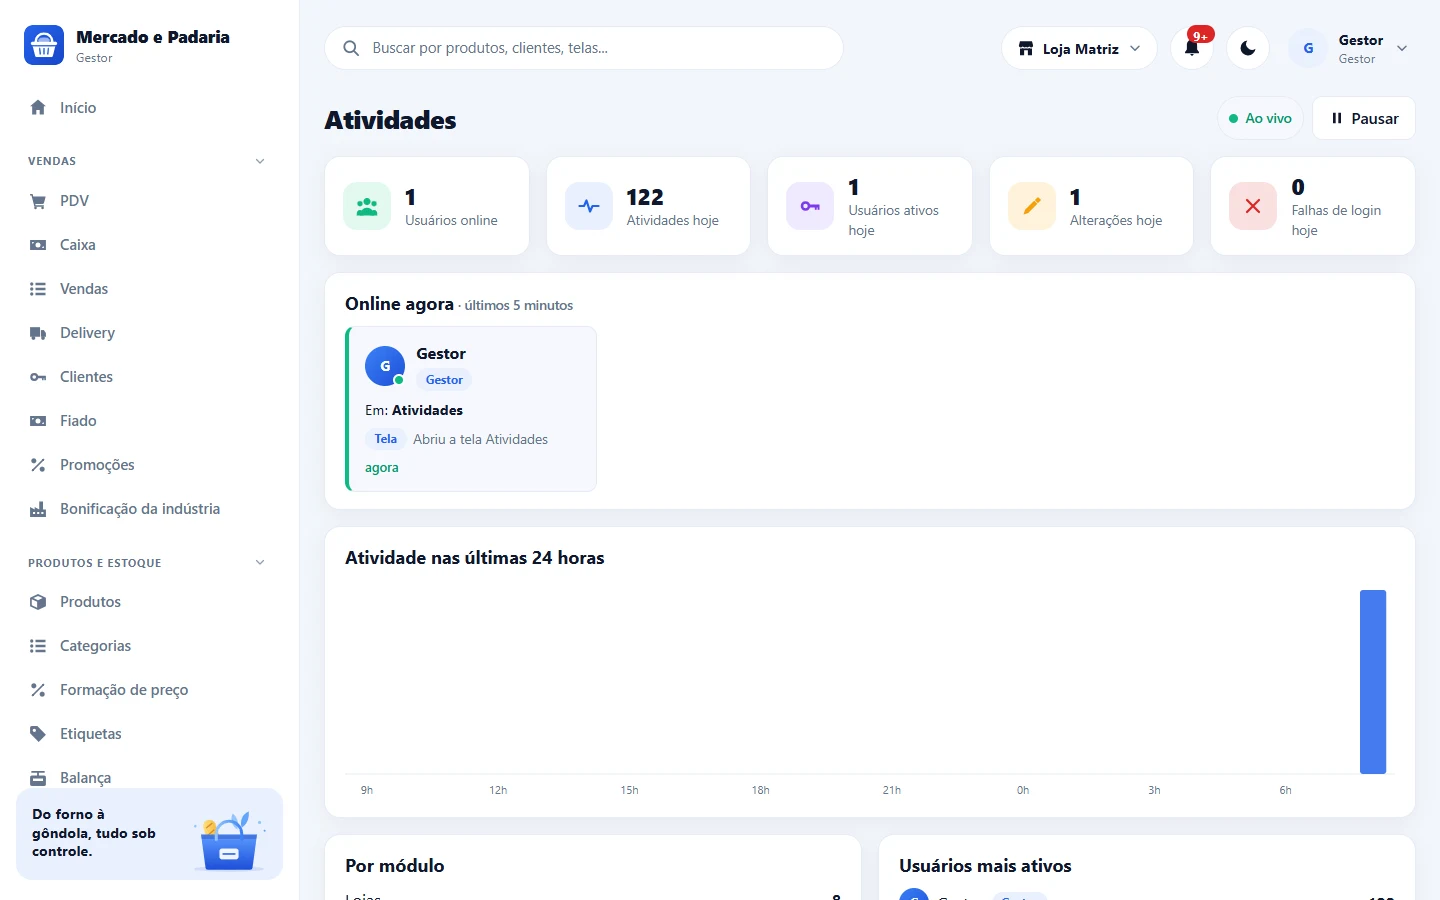 Mercado e Padaria
Gestor
Início
VENDAS
PDV
Caixa
Vendas
Delivery
Clientes
Fiado
Promoções
Bonificação da indústria
PRODUTOS E ESTOQUE
Produtos
Categorias
Formação de preço
Etiquetas
Balança
Do forno à
gôndola, tudo sob
controle.
Buscar por produtos, clientes, telas...
Loja Matriz
9+
G
Gestor
Gestor
Atividades
Ao vivo
Pausar
1
Usuários online
122
Atividades hoje
1
Usuários ativos
hoje
1
Alterações hoje
0
Falhas de login
hoje
Online agora · últimos 5 minutos
G
Gestor
Gestor
Em: Atividades
Tela Abriu a tela Atividades
agora
Atividade nas últimas 24 horas
9h 12h 15h 18h 21h 0h 3h 6h
Por módulo
Usuários mais ativos